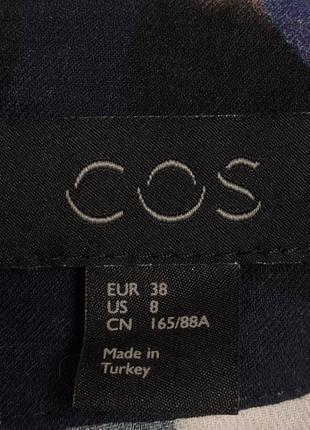 COS
EUR 38
US 8
CN 165/88A
Made in
Turkey